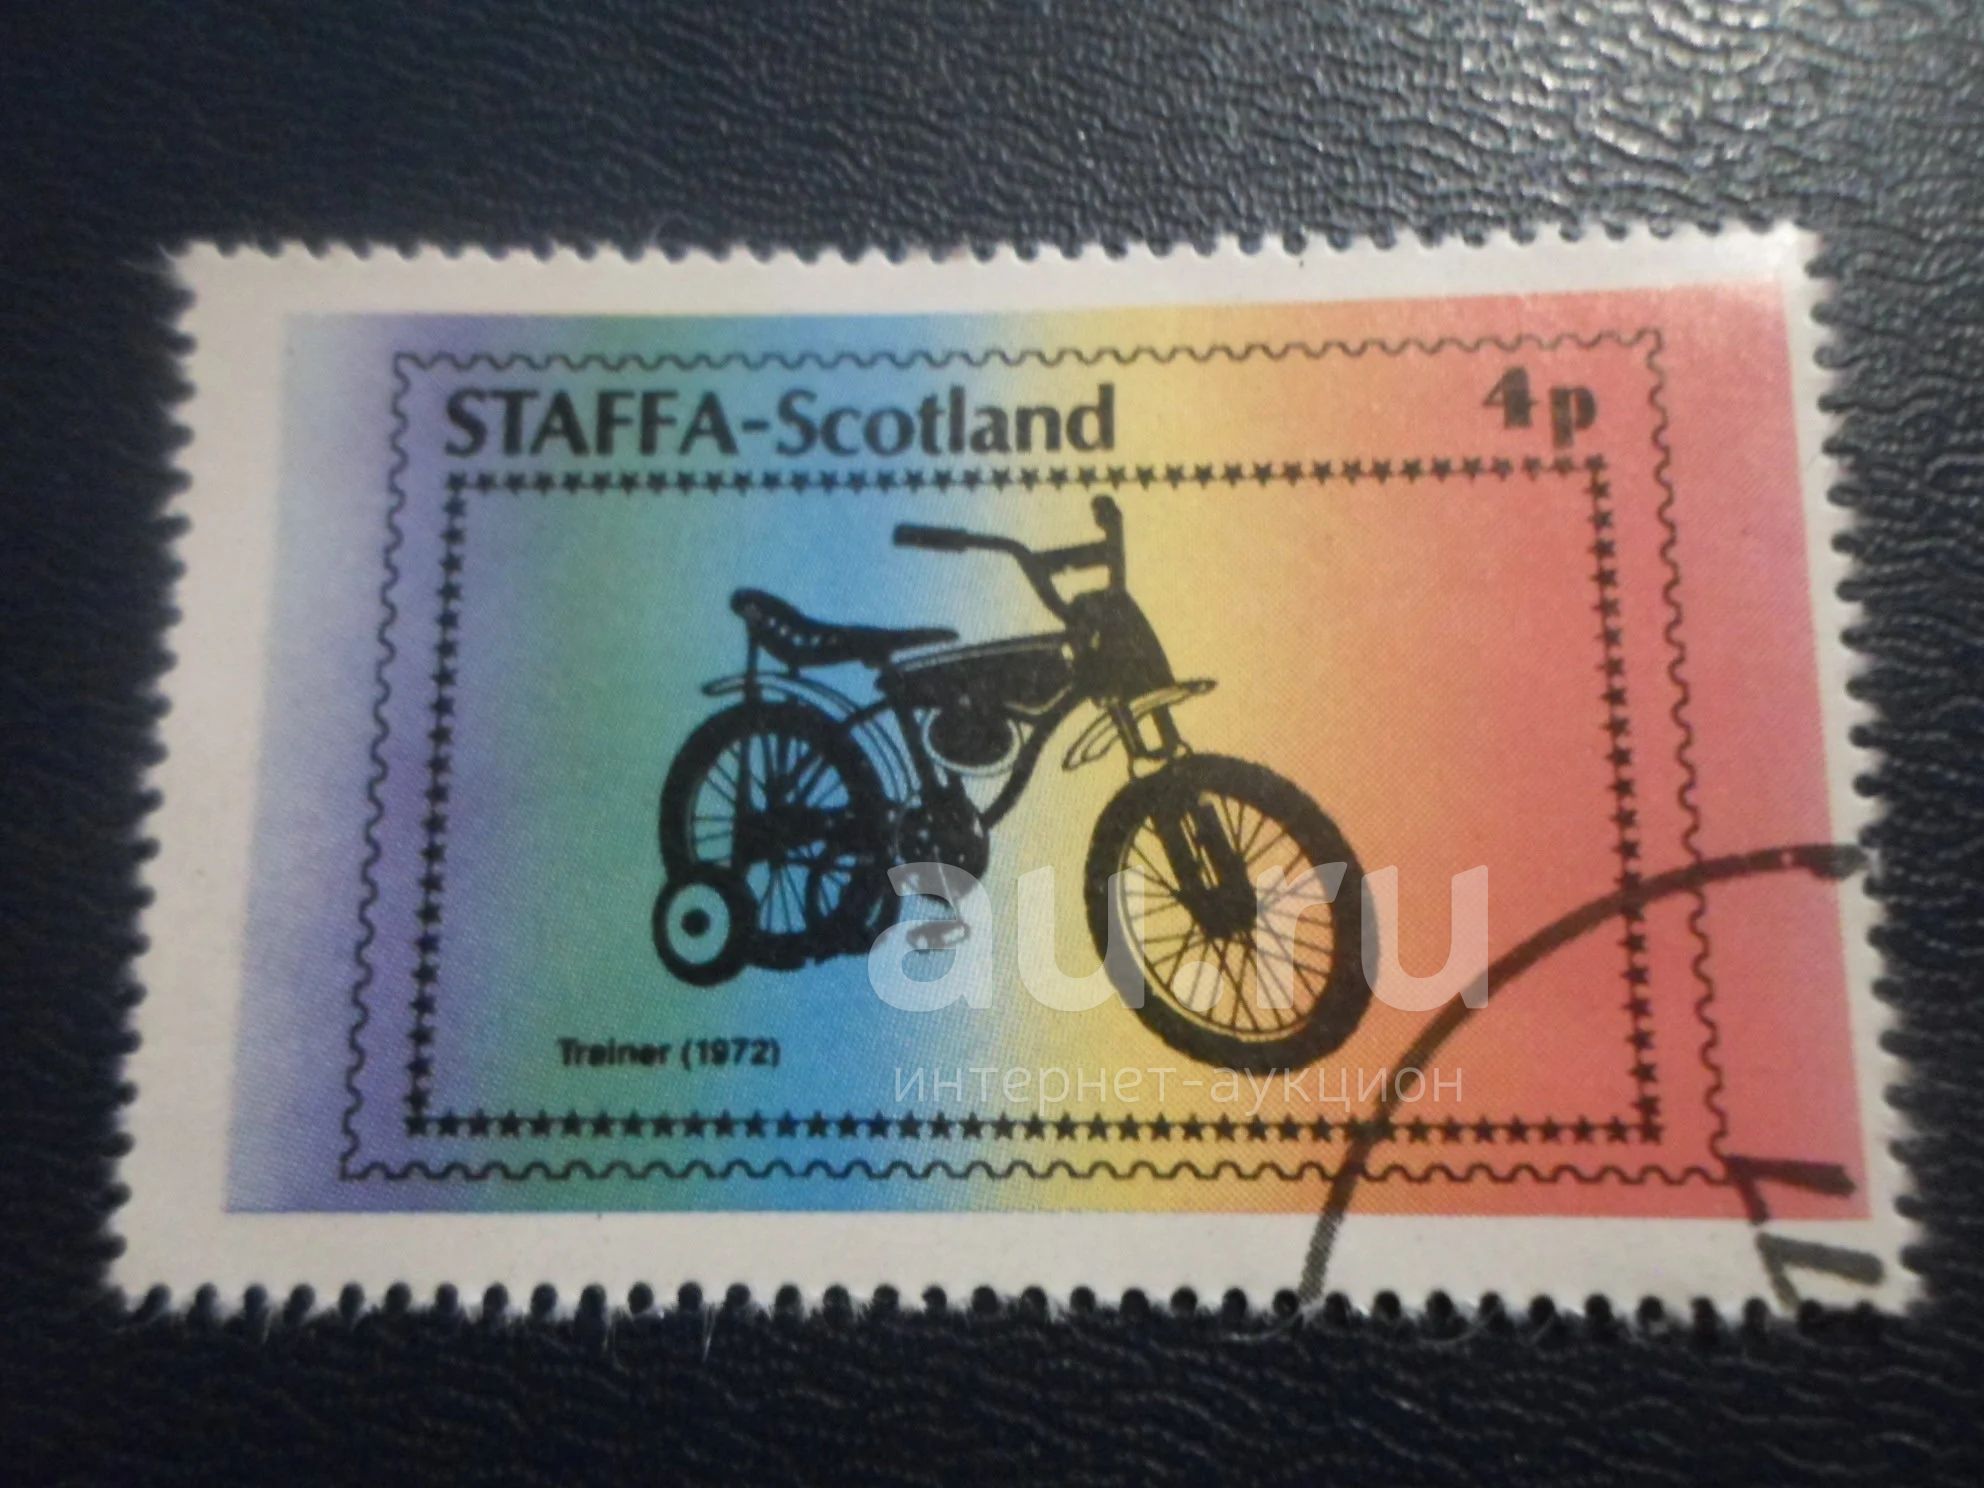 STAFFA-Scotland 4p
Trainer (1972)
au.ru
интернет-аукцион